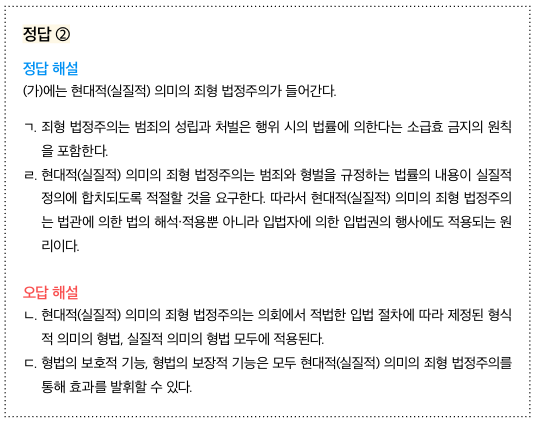 정답 ②
정답 해설
(가)에는 현대적(실질적) 의미의 죄형 법정주의가 들어간다.
ㄱ. 죄형 법정주의는 범죄의 성립과 처벌은 행위 시의 법률에 의한다는 소급효 금지의 원칙
을 포함한다.
ㄹ. 현대적(실질적) 의미의 죄형 법정주의는 범죄와 형벌을 규정하는 법률의 내용이 실질적
정의에 합치되도록 적절할 것을 요구한다. 따라서 현대적(실질적) 의미의 죄형 법정주의
는 법관에 의한 법의 해석·적용뿐 아니라 입법자에 의한 입법권의 행사에도 적용되는 원
리이다.
오답 해설
ㄴ. 현대적(실질적) 의미의 죄형 법정주의는 의회에서 적법한 입법 절차에 따라 제정된 형식
적 의미의 형법, 실질적 의미의 형법 모두에 적용된다.
ㄷ. 형법의 보호적 기능, 형법의 보장적 기능은 모두 현대적(실질적) 의미의 죄형 법정주의를
통해 효과를 발휘할 수 있다.